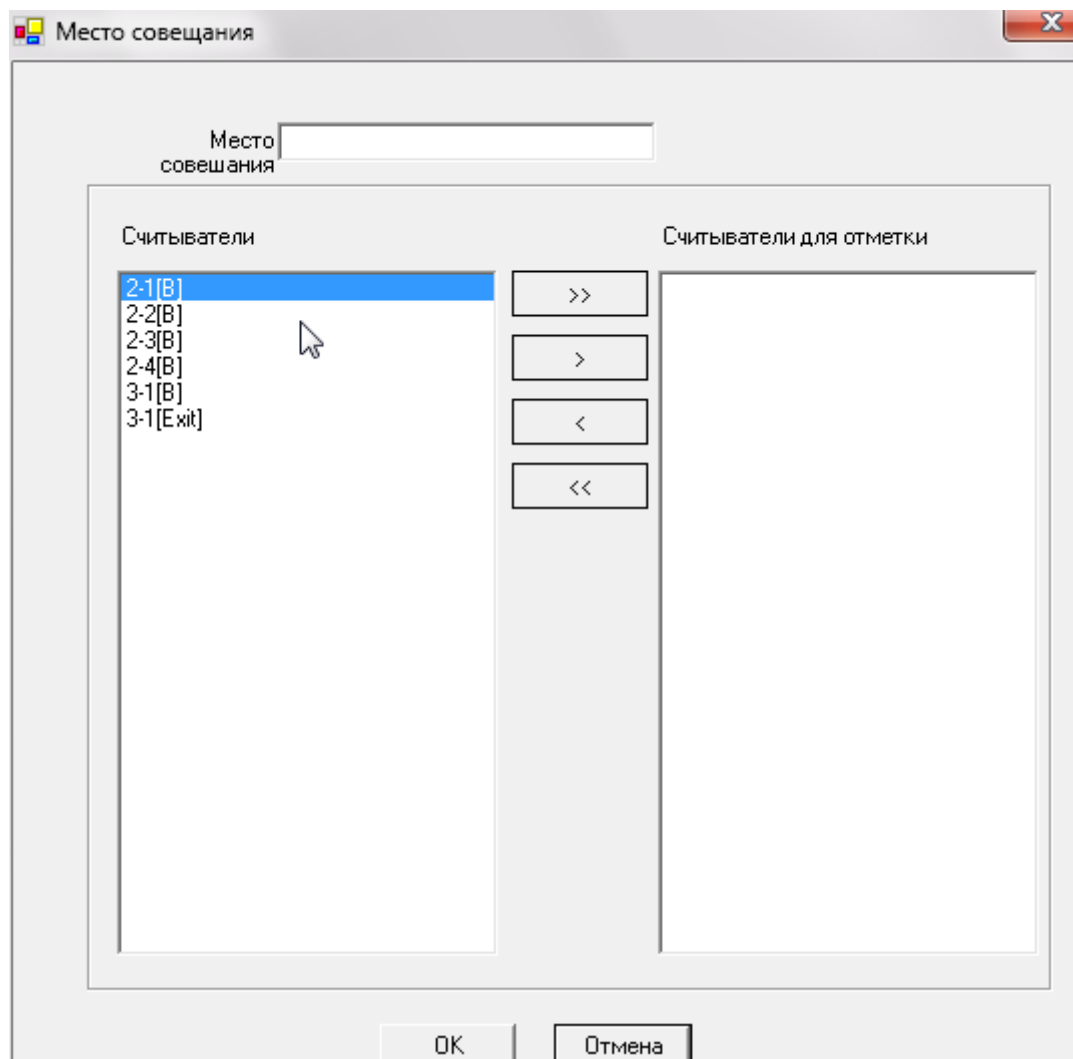 Место совещания
X
Место
совешания
Считыватели
Считыватели для отметки
2-1[В]
2-2[В]
2-3[В]
2-4[В]
3-1[В]
3-1[Exit]
>>
>
<
<<
OK
Отмена